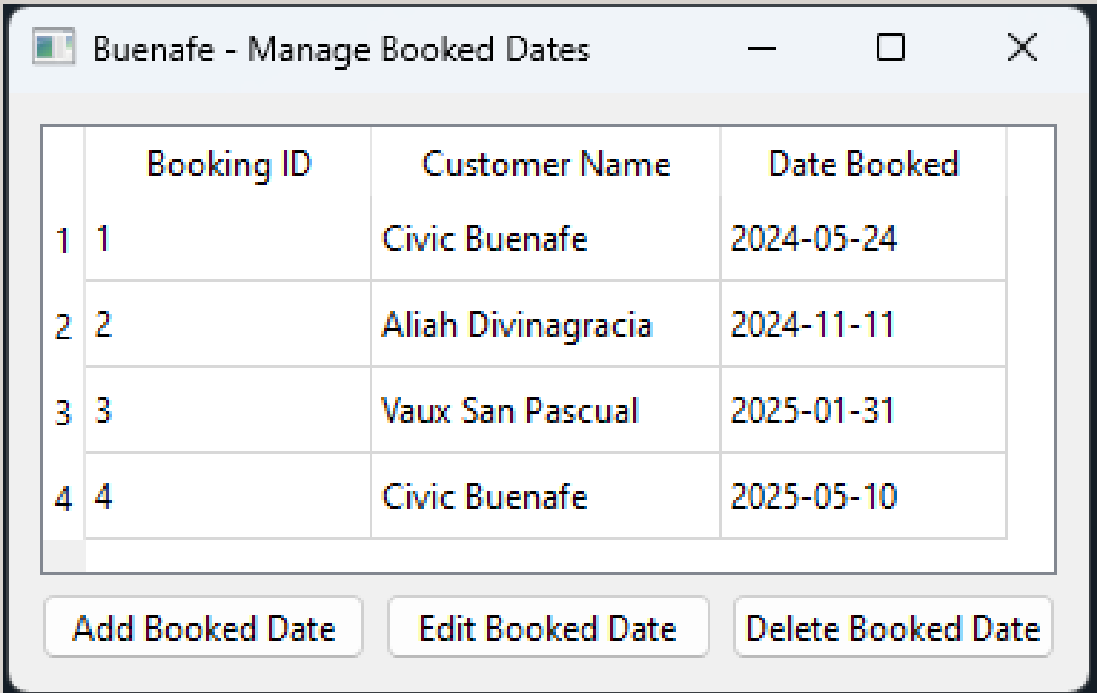 Buenafe - Manage Booked Dates
Booking ID Customer Name Date Booked
1 1 Civic Buenafe 2024-05-24
2 2 Aliah Divinagracia 2024-11-11
3 3 Vaux San Pascual 2025-01-31
4 4 Civic Buenafe 2025-05-10
Add Booked Date Edit Booked Date Delete Booked Date